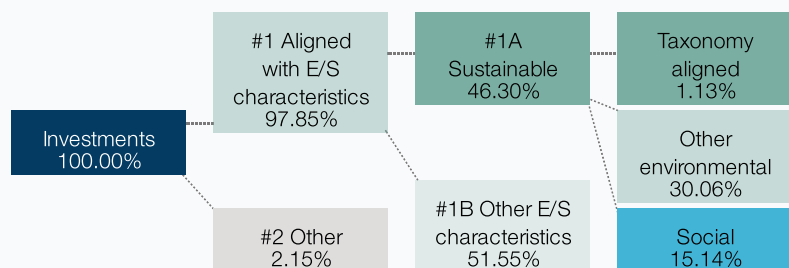 Investments
100.00%
#1 Aligned
with E/S
characteristics
97.85%
#2 Other
2.15%
#1A
Sustainable
46.30%
#1B Other E/S
characteristics
51.55%
Taxonomy
aligned
1.13%
Other
environmental
30.06%
Social
15.14%